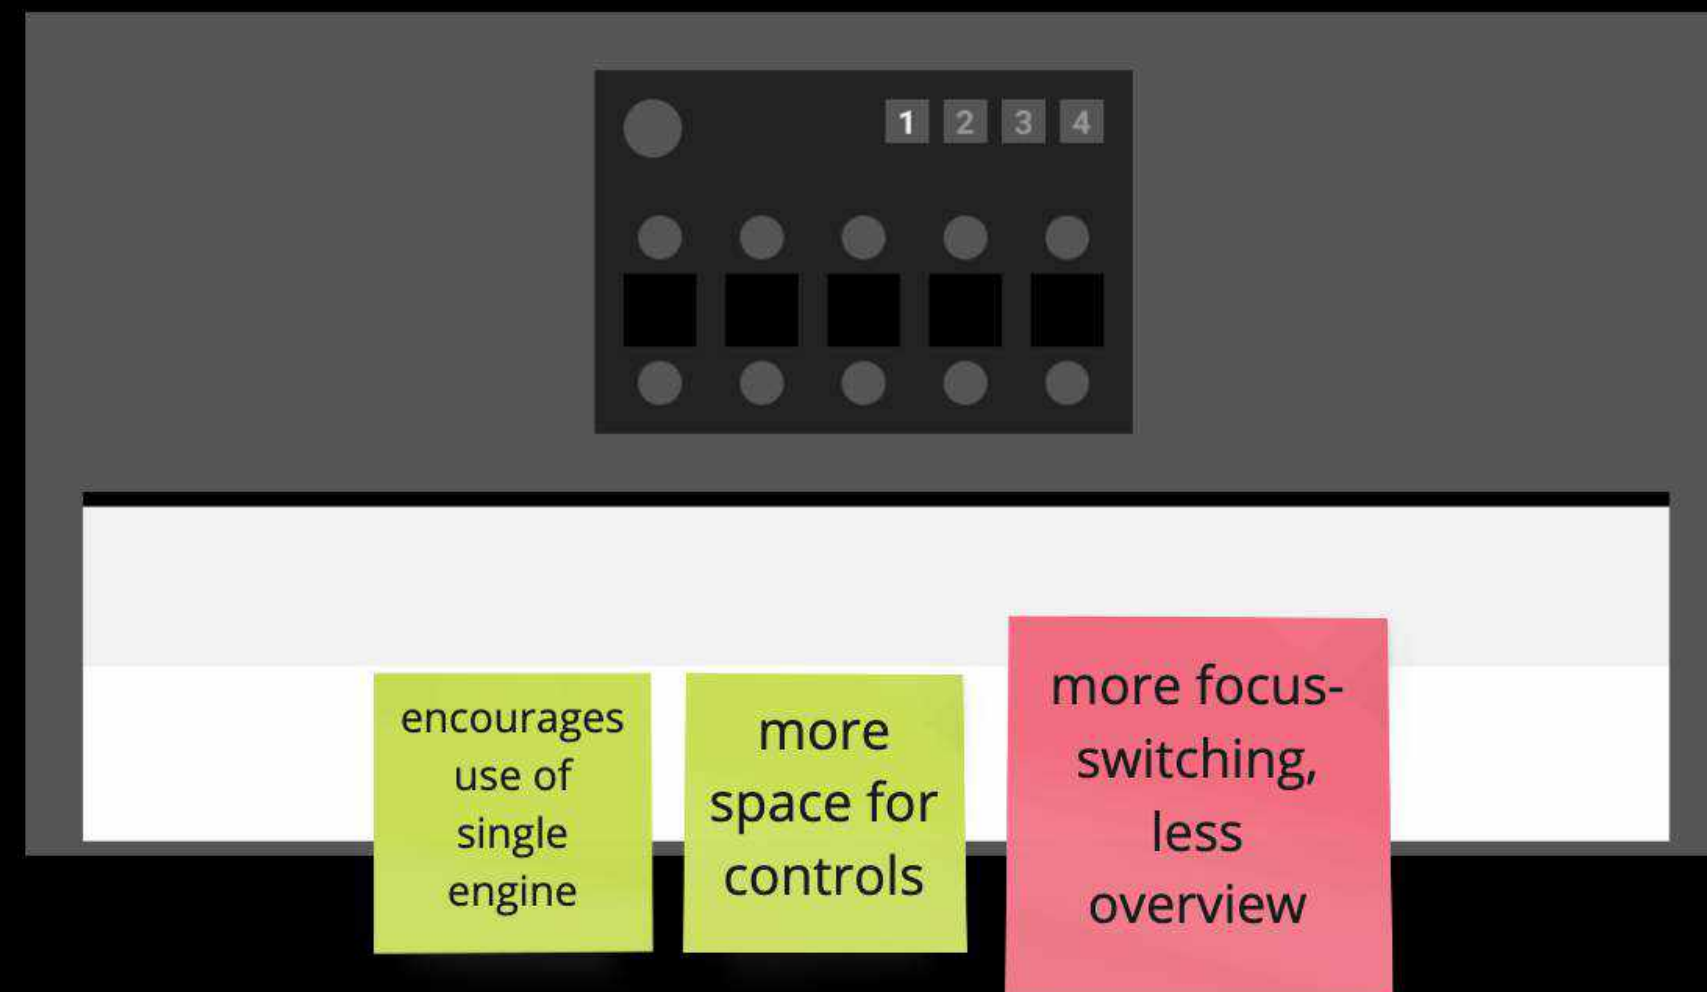 1 2 3 4
encourages
use of
single
engine
more
space for
controls
more focus-
switching,
less
overview